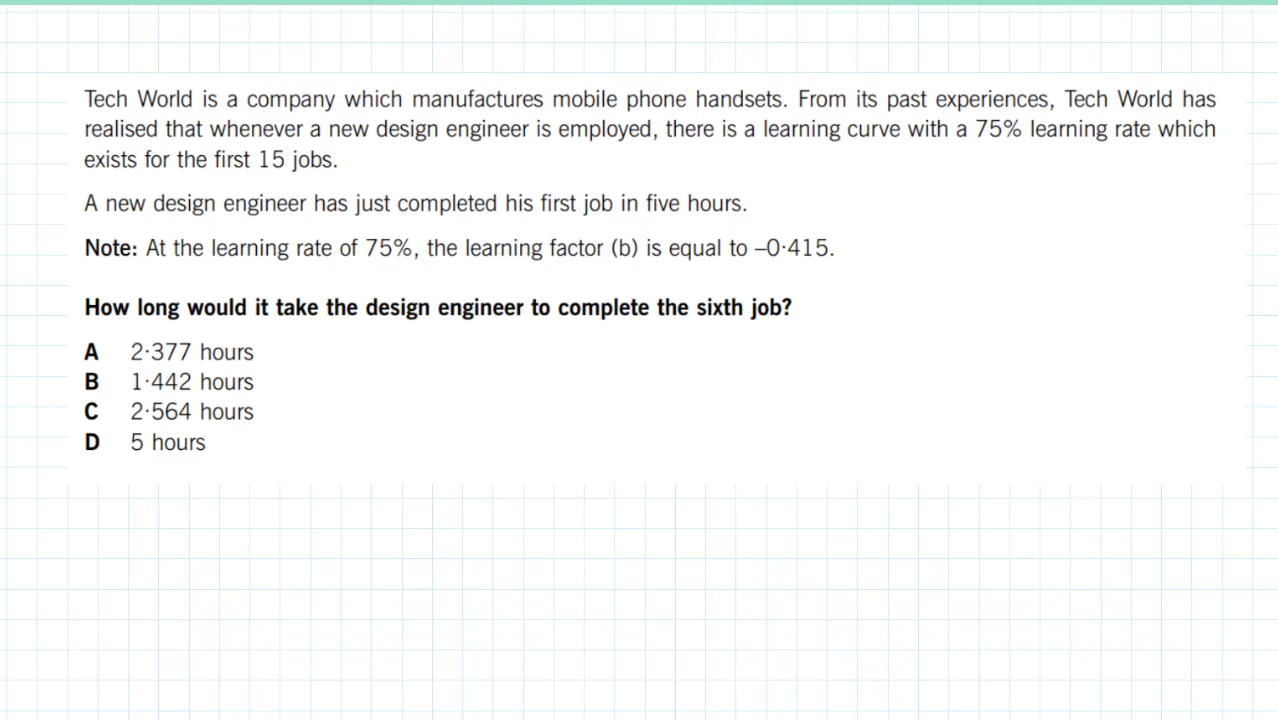 Tech World is a company which manufactures mobile phone handsets. From its past experiences, Tech World has
realised that whenever a new design engineer is employed, there is a learning curve with a 75% learning rate which
exists for the first 15 jobs.
A new design engineer has just completed his first job in five hours.
Note: At the learning rate of 75%, the learning factor (b) is equal to –0·415.
How long would it take the design engineer to complete the sixth job?
A 2·377 hours
B 1·442 hours
C 2·564 hours
D 5 hours